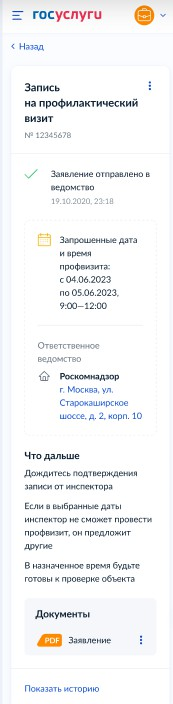 госуслуги
Назад
Запись
на профилактический
визит
№ 12345678
Заявление отправлено в
ведомство
19.10.2020, 23:18
Запрошенные дата
и время
профвизита:
с 04.06.2023
по 05.06.2023,
9:00—12:00
Ответственное
ведомство
Роскомнадзор
г. Москва, ул.
Старокаширское
шоссе, д. 2, корп. 10
Что дальше
Дождитесь подтверждения
записи от инспектора
Если в выбранные даты
инспектор не сможет провести
профвизит, он предложит
другие
В назначенное время будьте
готовы к проверке объекта
Документы
PDF Заявление
Показать историю